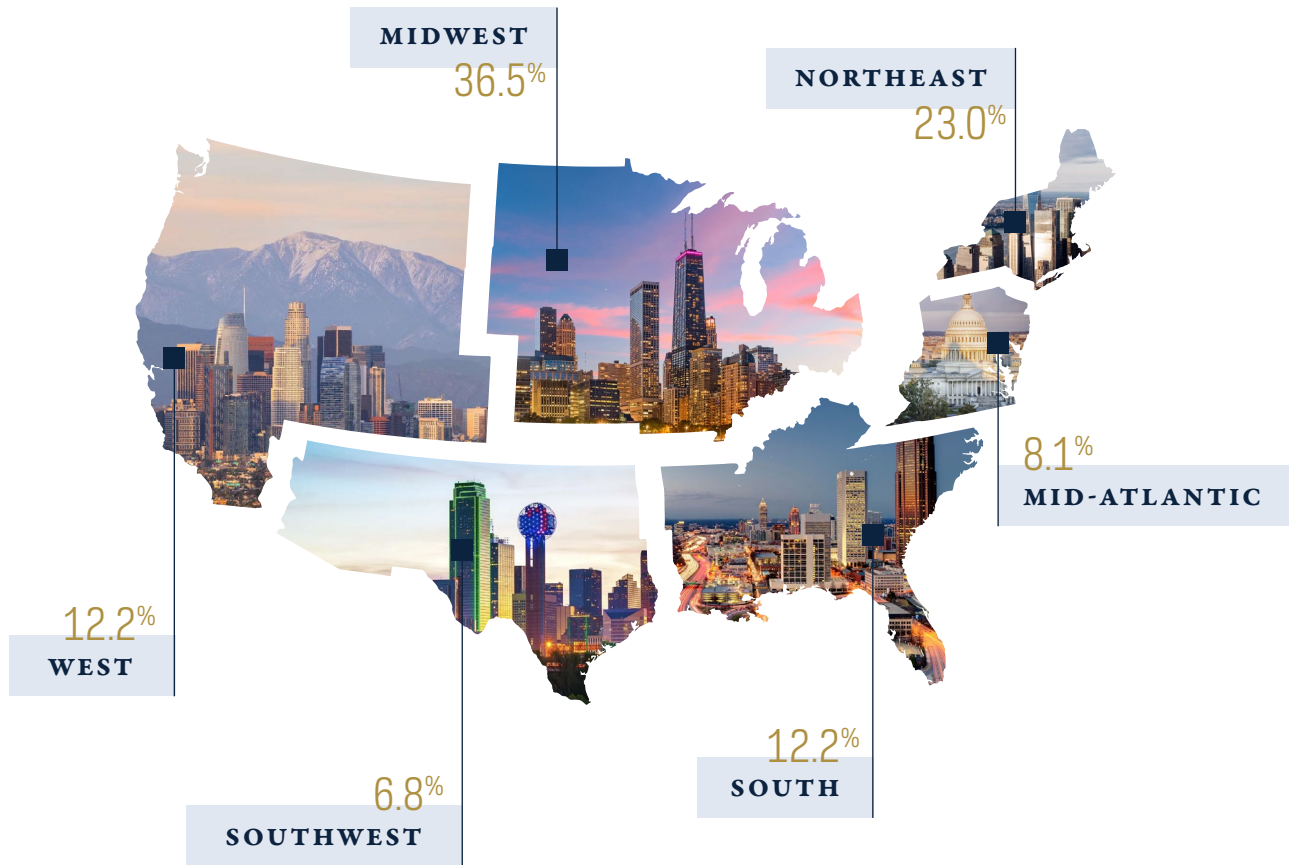 MIDWEST
36.5%
NORTHEAST
23.0%
8.1%
MID-ATLANTIC
12.2%
WEST
12.2%
SOUTH
6.8%
SOUTHWEST